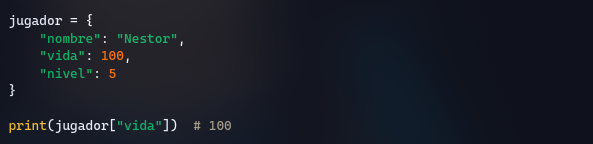 jugador = {
    "nombre": "Nestor",
    "vida": 100,
    "nivel": 5
}

print(jugador["vida"])  # 100